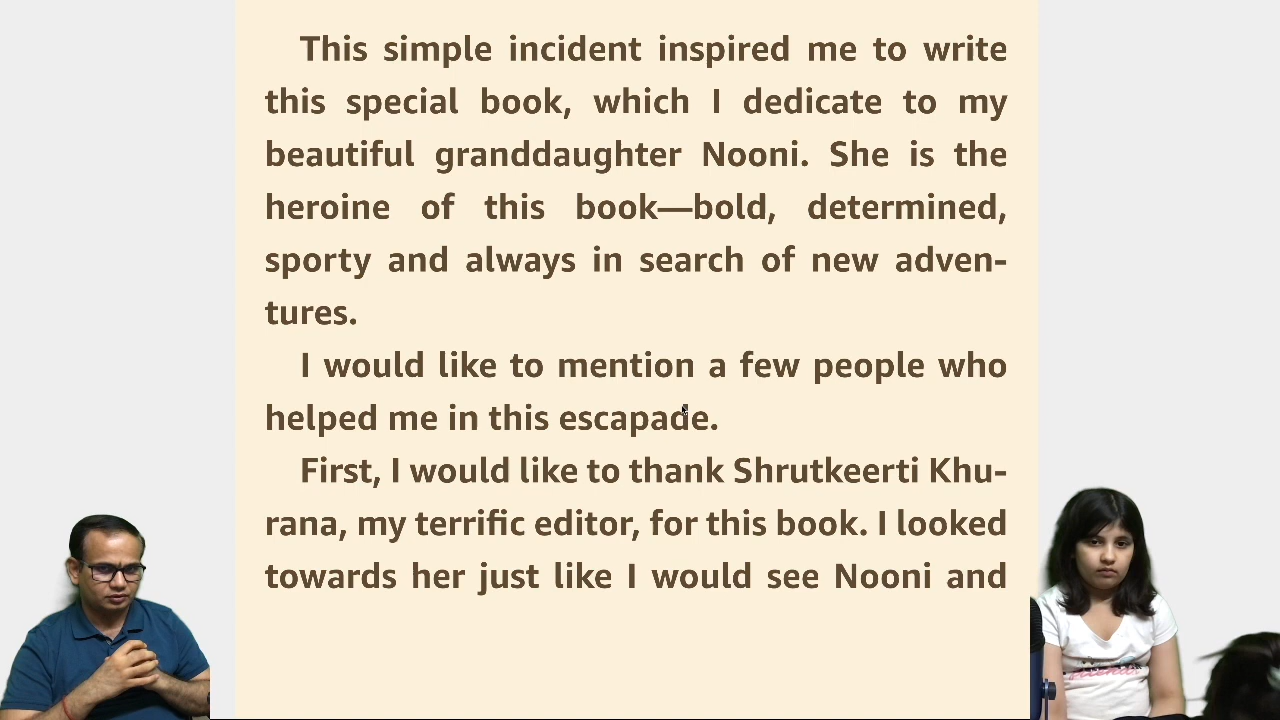 This simple incident inspired me to write
this special book, which I dedicate to my
beautiful granddaughter Nooni. She is the
heroine of this book—bold, determined,
sporty and always in search of new adven-
tures.
I would like to mention a few people who
helped me in this escapade.
First, I would like to thank Shrutkeerti Khu-
rana, my terrific editor, for this book. I looked
towards her just like I would see Nooni and